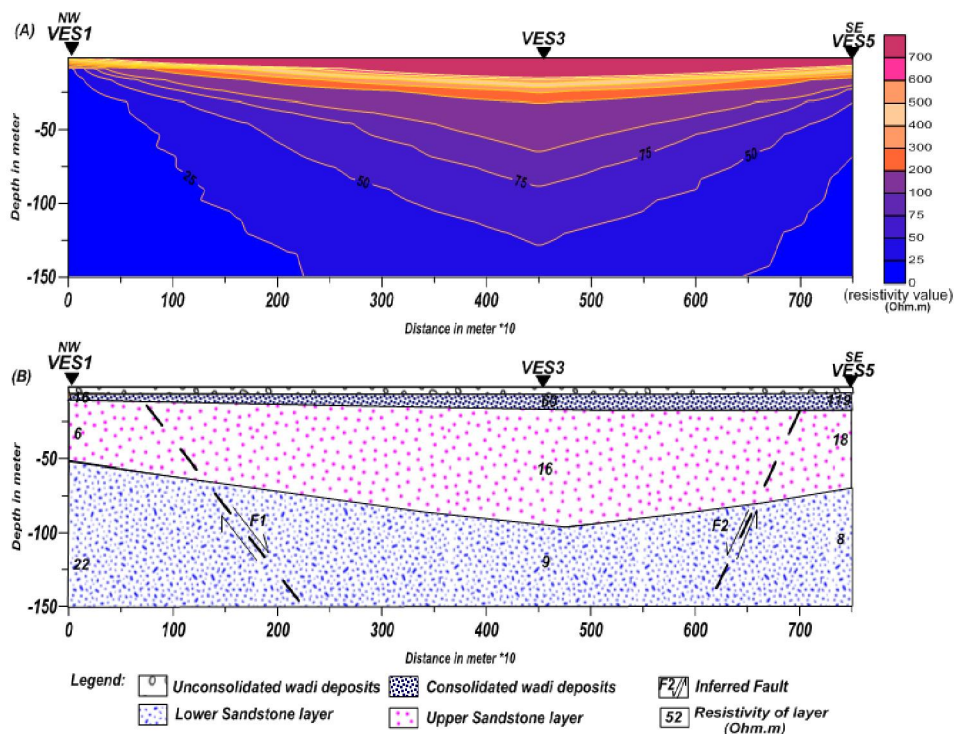 (A)
NW
VES1
VES3
SE
VES5
Depth in meter
-50
-100
-150
25
50
75
75
50
0
100
200
300
400
500
600
700
Distance in meter *10
700
600
500
400
300
200
100
75
50
25
0
(resistivity value)
(Ohm.m)
(B)
NW
VES1
VES3
SE
VES5
Depth in meter
-50
-100
-150
16
60
119
6
16
18
22
9
8
F1
F2
0
100
200
300
400
500
600
700
Distance in meter *10
Legend:
Unconsolidated wadi deposits
Consolidated wadi deposits
F2 Inferred Fault
Lower Sandstone layer
Upper Sandstone layer
52 Resistivity of layer
(Ohm.m)